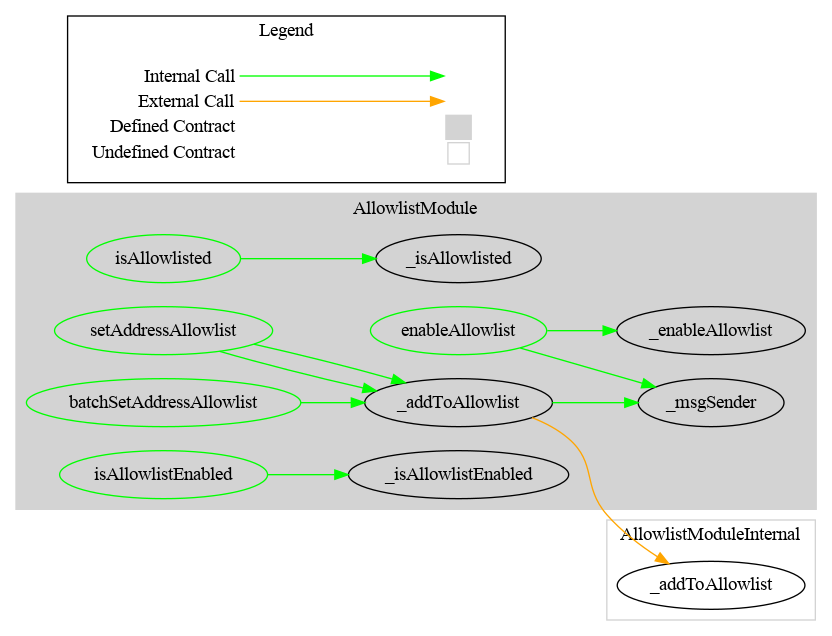 Legend
Internal Call
External Call
Defined Contract
Undefined Contract
AllowlistModule
isAllowlisted
_isAllowlisted
setAddressAllowlist
enableAllowlist
_enableAllowlist
batchSetAddressAllowlist
_addToAllowlist
_msgSender
isAllowlistEnabled
_isAllowlistEnabled
AllowlistModuleInternal
_addToAllowlist